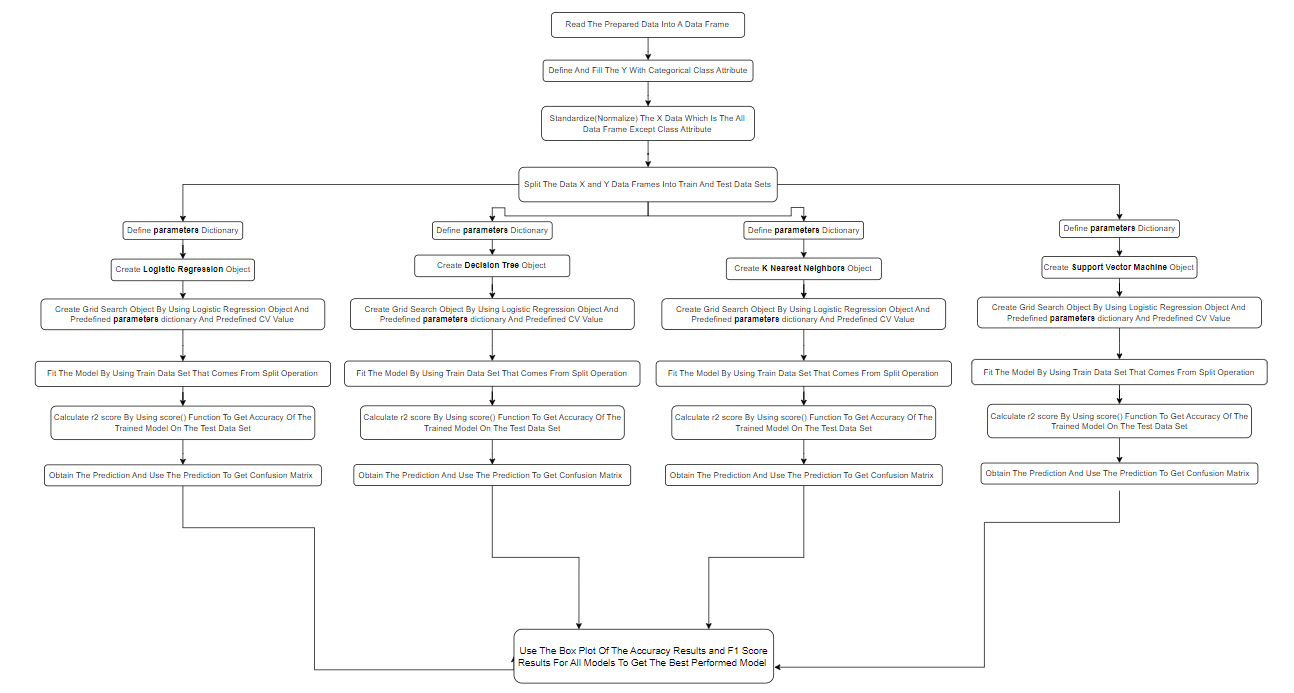 Read The Prepared Data Into A Data Frame
Define And Fill The Y With Categorical Class Attribute
Standardize(Normalize) The X Data Which Is The All
Data Frame Except Class Attribute
Split The Data X and Y Data Frames Into Train And Test Data Sets
Define parameters Dictionary
Create Logistic Regression Object
Create Grid Search Object By Using Logistic Regression Object And
Predefined parameters dictionary And Predefined CV Value
Fit The Model By Using Train Data Set That Comes From Split Operation
Calculate r2 score By Using score() Function To Get Accuracy Of The
Trained Model On The Test Data Set
Obtain The Prediction And Use The Prediction To Get Confusion Matrix
Define parameters Dictionary
Create Decision Tree Object
Create Grid Search Object By Using Logistic Regression Object And
Predefined parameters dictionary And Predefined CV Value
Fit The Model By Using Train Data Set That Comes From Split Operation
Calculate r2 score By Using score() Function To Get Accuracy Of The
Trained Model On The Test Data Set
Obtain The Prediction And Use The Prediction To Get Confusion Matrix
Define parameters Dictionary
Create K Nearest Neighbors Object
Create Grid Search Object By Using Logistic Regression Object And
Predefined parameters dictionary And Predefined CV Value
Fit The Model By Using Train Data Set That Comes From Split Operation
Calculate r2 score By Using score() Function To Get Accuracy Of The
Trained Model On The Test Data Set
Obtain The Prediction And Use The Prediction To Get Confusion Matrix
Define parameters Dictionary
Create Support Vector Machine Object
Create Grid Search Object By Using Logistic Regression Object And
Predefined parameters dictionary And Predefined CV Value
Fit The Model By Using Train Data Set That Comes From Split Operation
Calculate r2 score By Using score() Function To Get Accuracy Of The
Trained Model On The Test Data Set
Obtain The Prediction And Use The Prediction To Get Confusion Matrix
Use The Box Plot Of The Accuracy Results and F1 Score
Results For All Models To Get The Best Performed Model